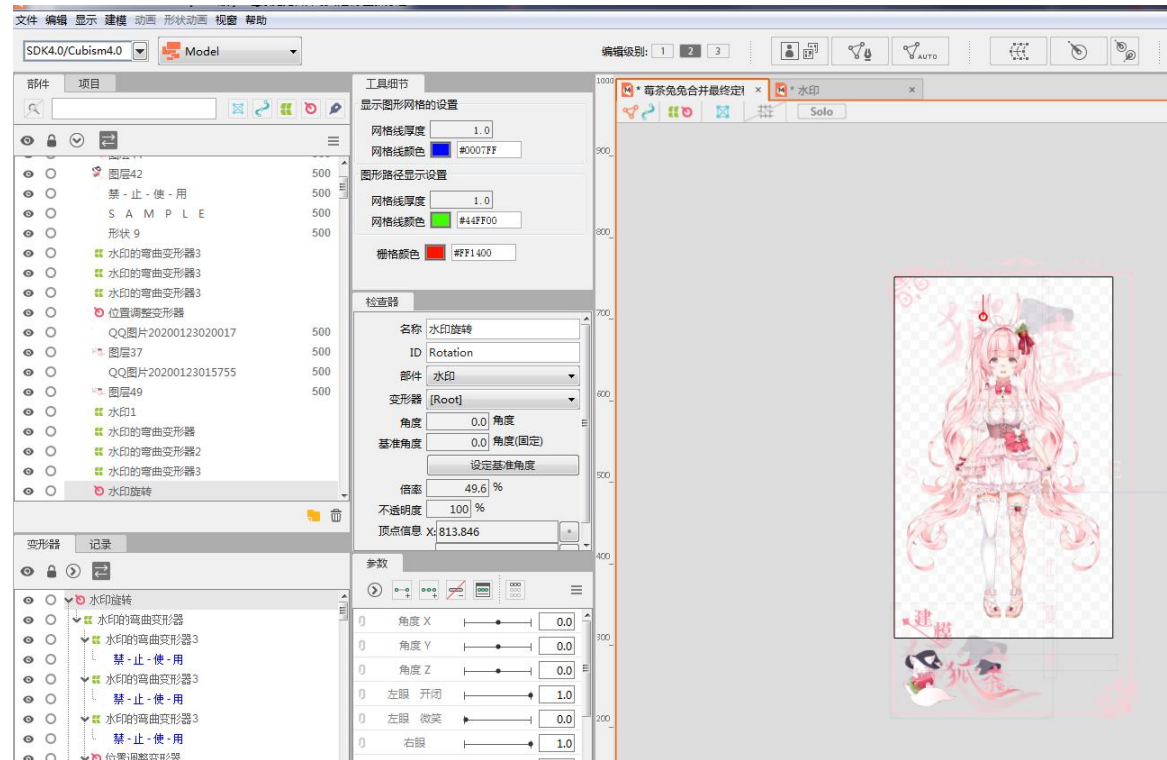 文件 编辑 显示 建模 动画 形状动画 视窗 帮助
SDK4.0/Cubism4.0 Model 编辑级别: 1 2 3 AUTO
部件 项目
图层42 500
禁-止-使-用 500
S A M P L E 500
形状 9 500
水印的弯曲变形器3
水印的弯曲变形器3
水印的弯曲变形器3
位置调整变形器
QQ图片20200123020017 500
图层37 500
QQ图片20200123015755 500
图层49 500
水印1
水印的弯曲变形器
水印的弯曲变形器2
水印的弯曲变形器3
水印旋转
变形器 记录
水印旋转
水印的弯曲变形器
水印的弯曲变形器3
禁-止-使-用
水印的弯曲变形器3
禁-止-使-用
水印的弯曲变形器3
禁-止-使-用
位置调整变形器
工具细节
显示图形网格的设置
网格线厚度 1.0
网格线颜色 #0007FF
图形路径显示设置
网格线厚度 1.0
网格线颜色 #44FF00
栅格颜色 #FF1400
检查器
名称 水印旋转
ID Rotation
部件 水印
变形器 [Root]
角度 0.0 角度
基准角度 0.0 角度(固定)
设定基准角度
倍率 49.6 %
不透明度 100 %
顶点信息 X: 813.846
参数
角度 X 0.0
角度 Y 0.0
角度 Z 0.0
左眼 开闭 1.0
左眼 微笑 0.0
右眼 1.0
* 莓茶兔兔合并最终定 × * 水印 ×
Solo
1000
900
800
700
600
500
400
300
200
S E
建模
狐茶